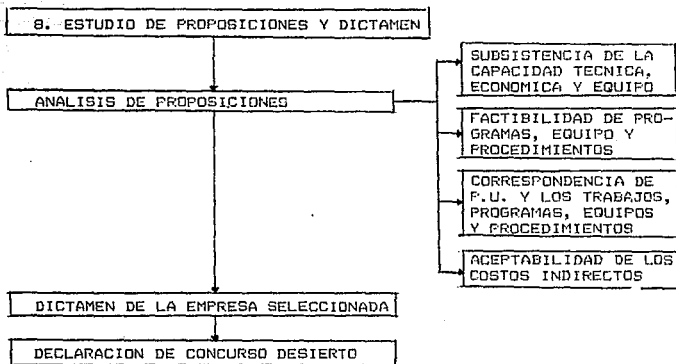 8. ESTUDIO DE PROPOSICIONES Y DICTAMEN
SUBSISTENCIA DE LA
CAPACIDAD TECNICA,
ECONOMICA Y EQUIPO
ANALISIS DE PROPOSICIONES
FACTIBILIDAD DE PRO-
GRAMAS, EQUIPO Y
PROCEDIMIENTOS
CORRESPONDENCIA DE
P.U. Y LOS TRABAJOS,
PROGRAMAS, EQUIPOS
Y PROCEDIMIENTOS
ACEPTABILIDAD DE LOS
COSTOS INDIRECTOS
DICTAMEN DE LA EMPRESA SELECCIONADA
DECLARACION DE CONCURSO DESIERTO